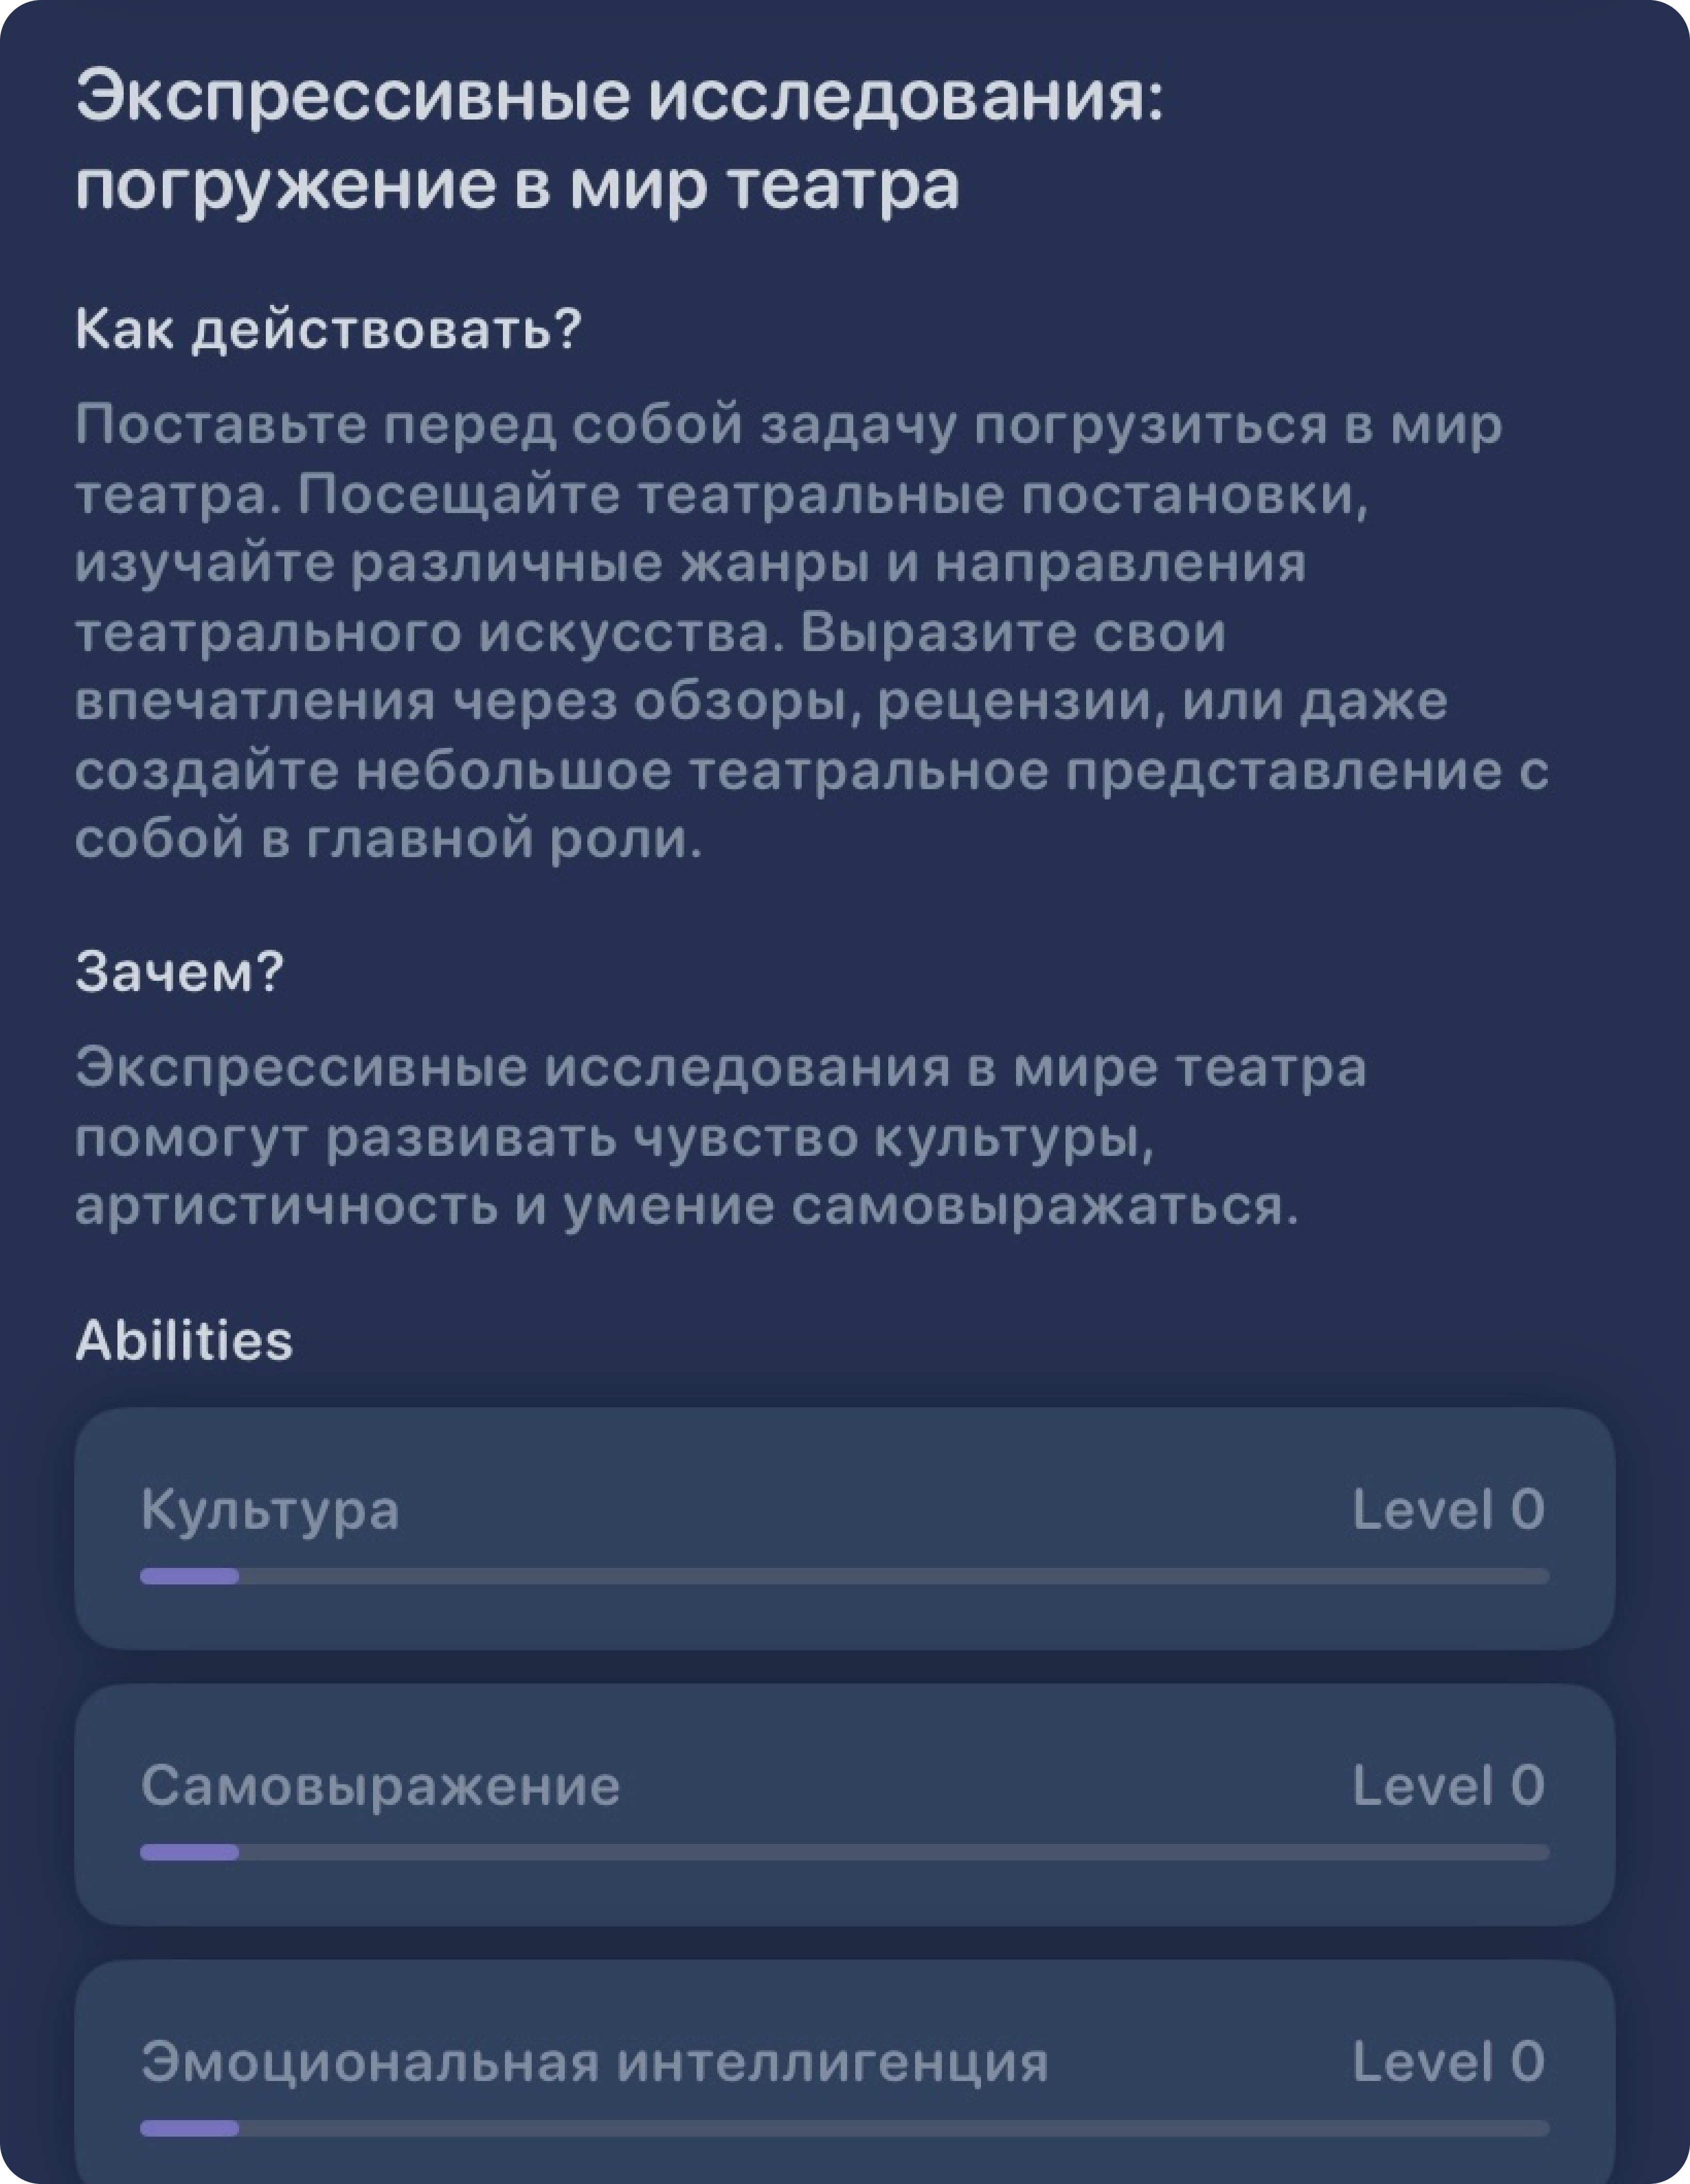 Экспрессивные исследования:
погружение в мир театра
Как действовать?
Поставьте перед собой задачу погрузиться в мир
театра. Посещайте театральные постановки,
изучайте различные жанры и направления
театрального искусства. Выразите свои
впечатления через обзоры, рецензии, или даже
создайте небольшое театральное представление с
собой в главной роли.
Зачем?
Экспрессивные исследования в мире театра
помогут развивать чувство культуры,
артистичность и умение самовыражаться.
Abilities
Культура Level 0
Самовыражение Level 0
Эмоциональная интеллигенция Level 0